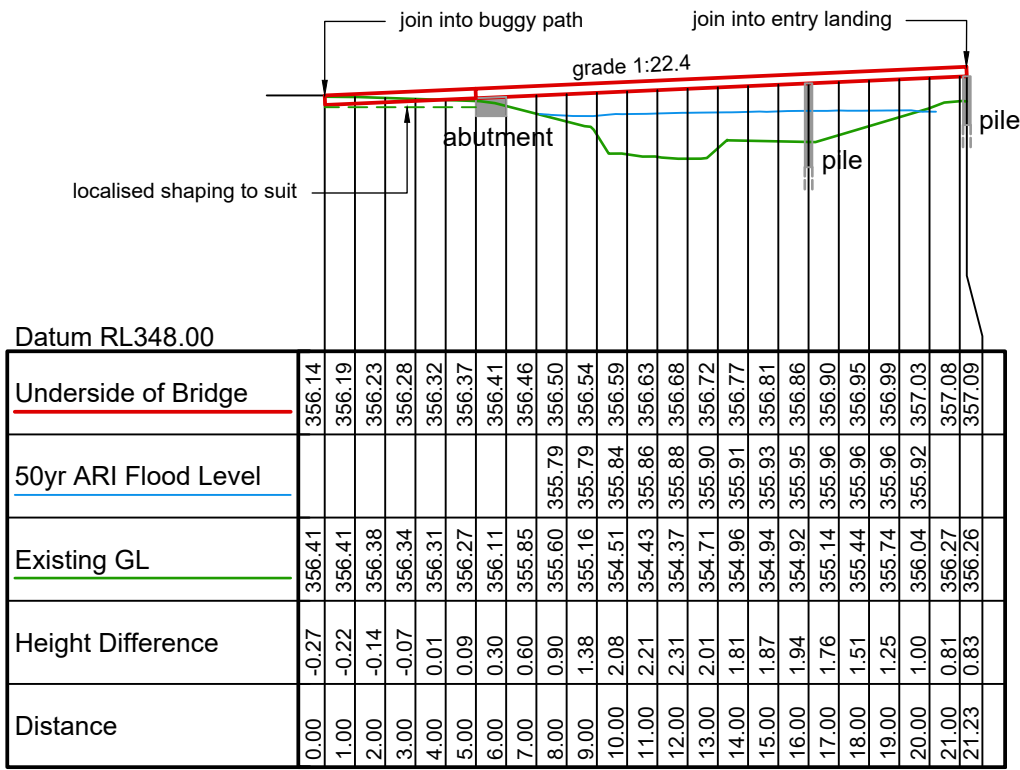 join into buggy path
join into entry landing
grade 1:22.4
abutment
pile
pile
localised shaping to suit
Datum RL348.00
Underside of Bridge 356.14 356.19 356.23 356.28 356.32 356.37 356.41 356.46 356.50 356.54 356.59 356.63 356.68 356.72 356.77 356.81 356.86 356.90 356.95 356.99 357.03 357.08 357.09
50yr ARI Flood Level 355.79 355.79 355.84 355.86 355.88 355.90 355.91 355.93 355.95 355.96 355.96 355.96 355.92
Existing GL 356.41 356.41 356.38 356.34 356.31 356.27 356.11 355.85 355.60 355.16 354.51 354.43 354.37 354.71 354.96 354.94 354.92 355.14 355.44 355.74 356.04 356.27 356.26
Height Difference -0.27 -0.22 -0.14 -0.07 0.01 0.09 0.30 0.60 0.90 1.38 2.08 2.21 2.31 2.01 1.81 1.87 1.94 1.76 1.51 1.25 1.00 0.81 0.83
Distance 0.00 1.00 2.00 3.00 4.00 5.00 6.00 7.00 8.00 9.00 10.00 11.00 12.00 13.00 14.00 15.00 16.00 17.00 18.00 19.00 20.00 21.00 21.23